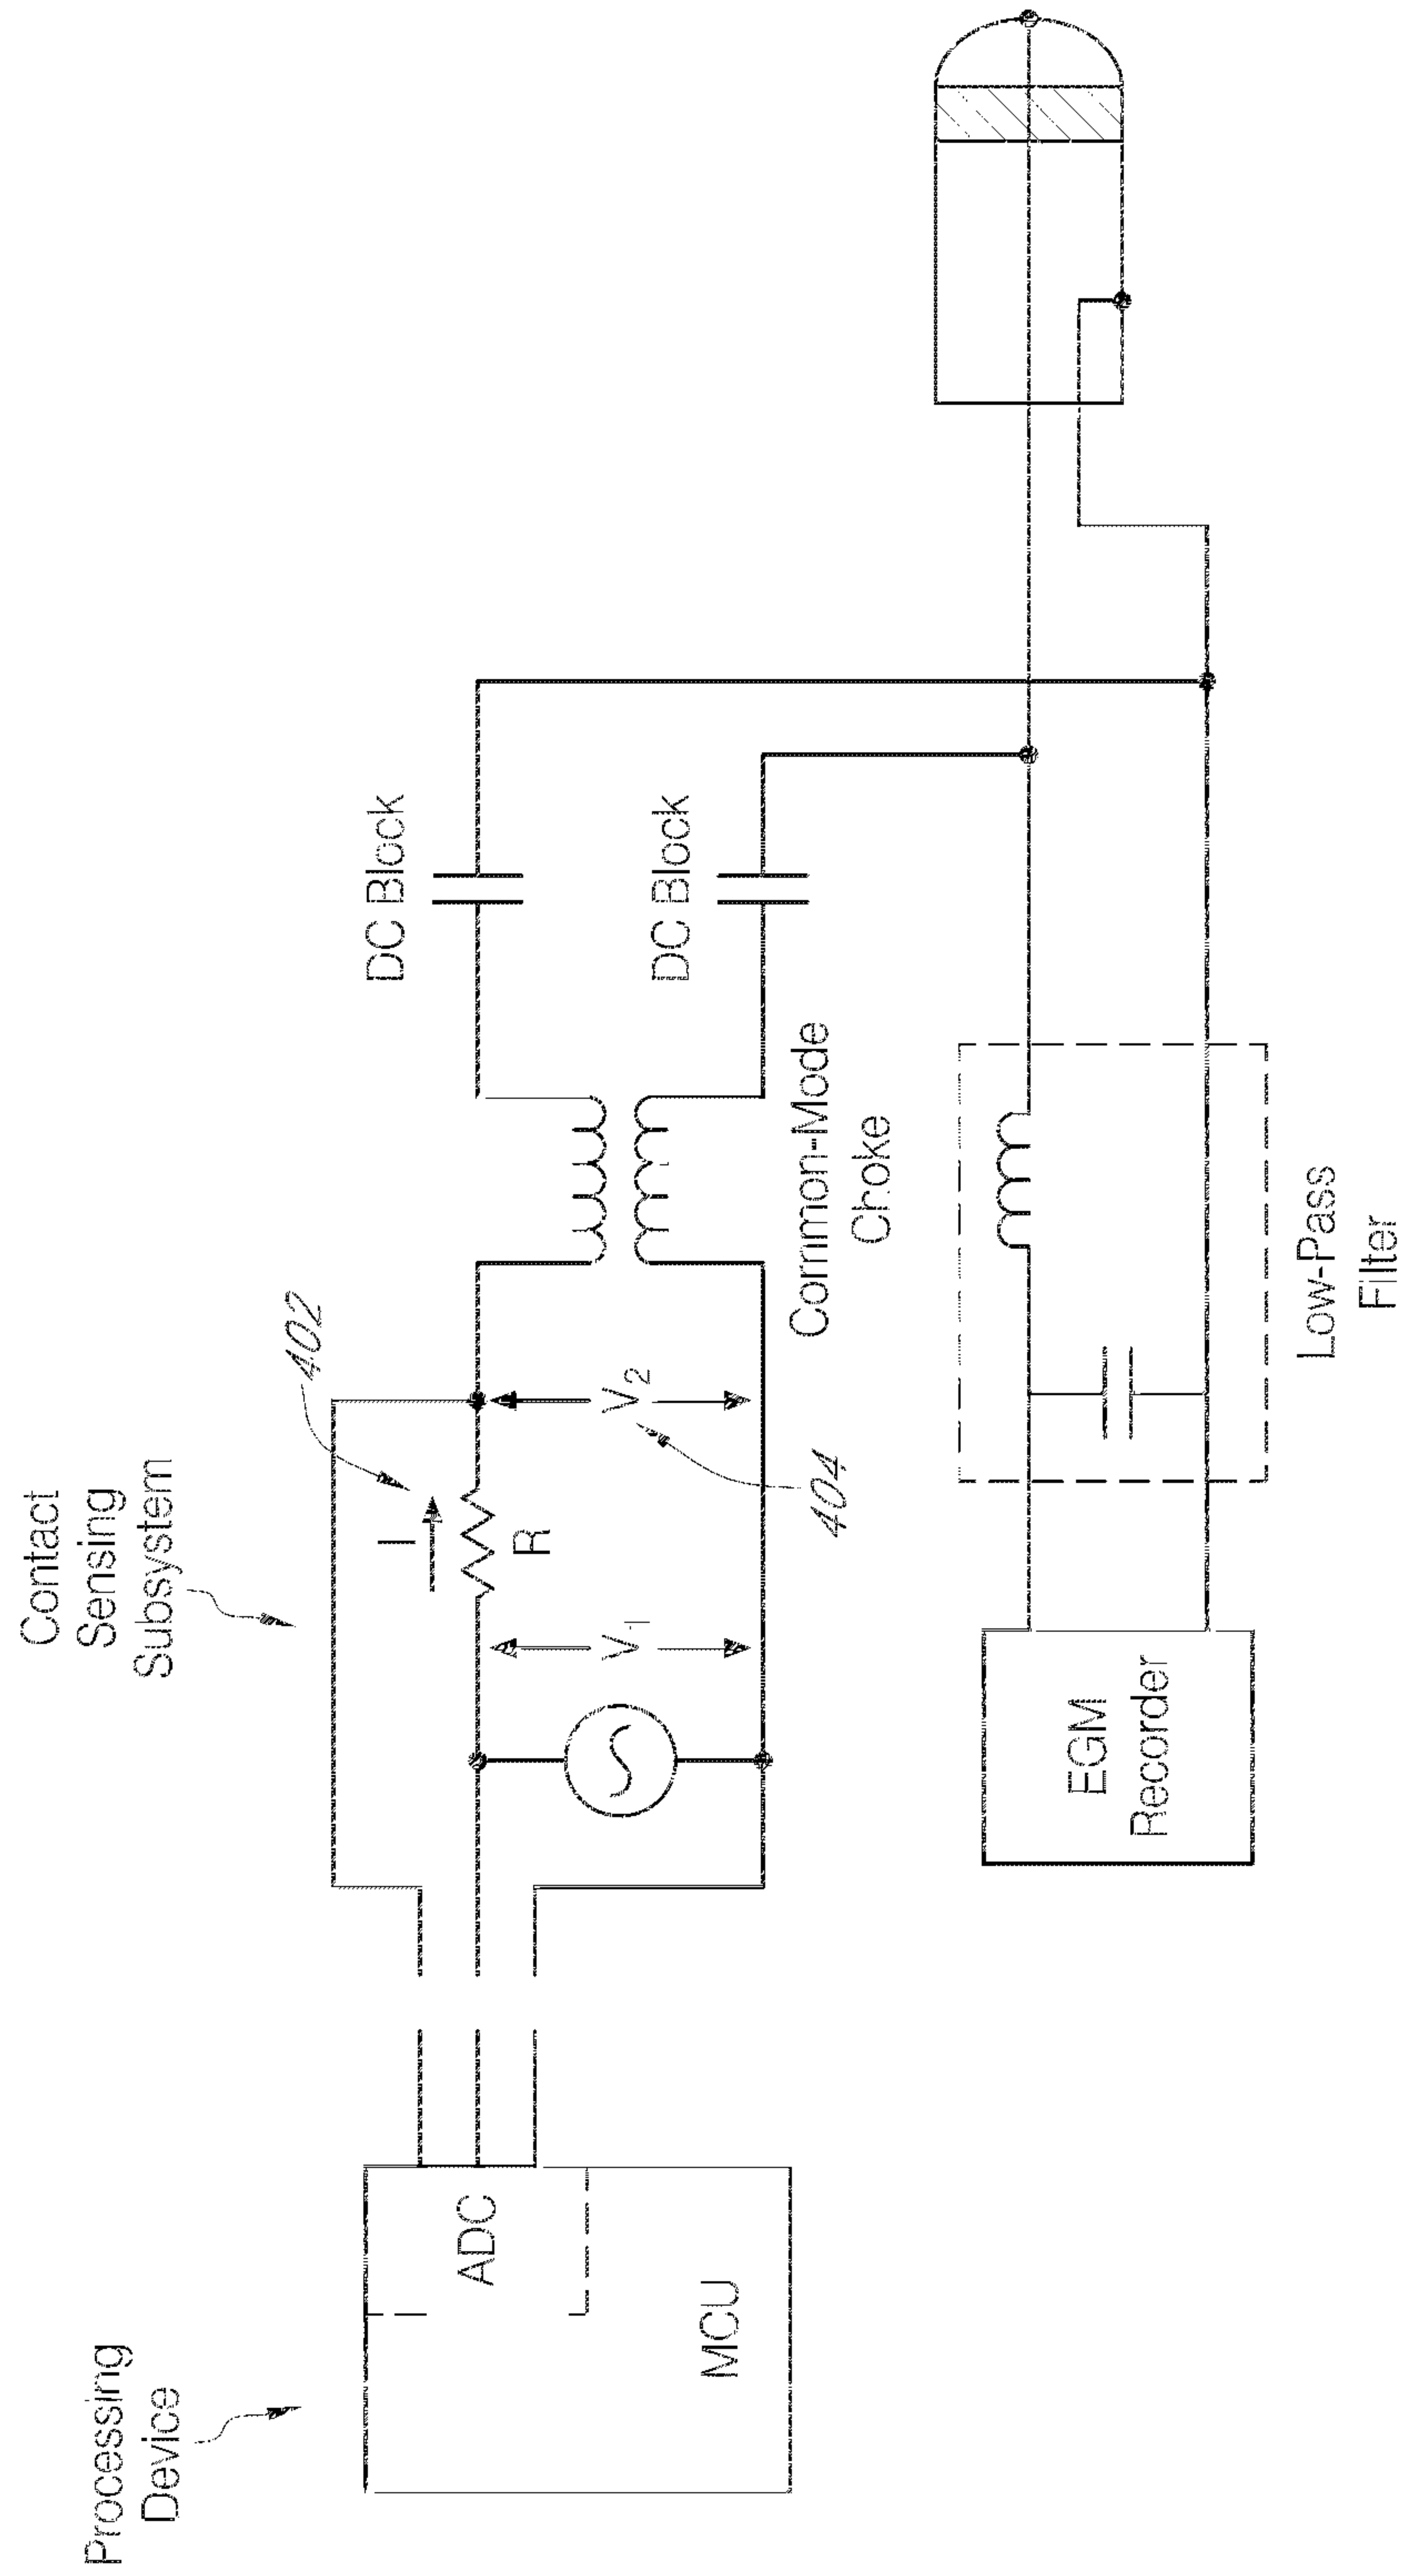 Processing
Device
ADC
MCU
Contact
Sensing
Subsystem
402
I
R
V1
V2
404
DC Block
DC Block
Common-Mode
Choke
EGM
Recorder
Low-Pass
Filter